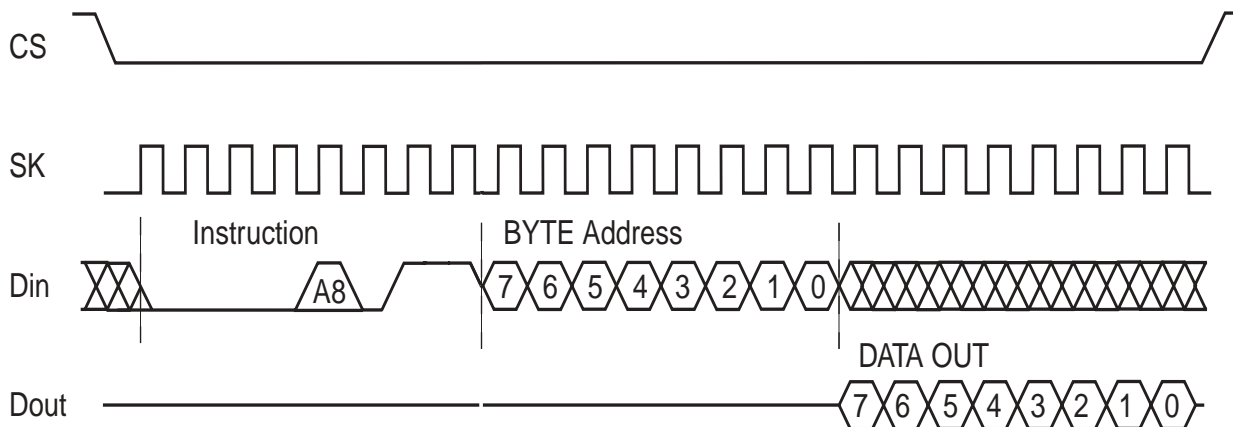 CS
SK
Instruction BYTE Address
Din A8 7 6 5 4 3 2 1 0
DATA OUT
Dout 7 6 5 4 3 2 1 0